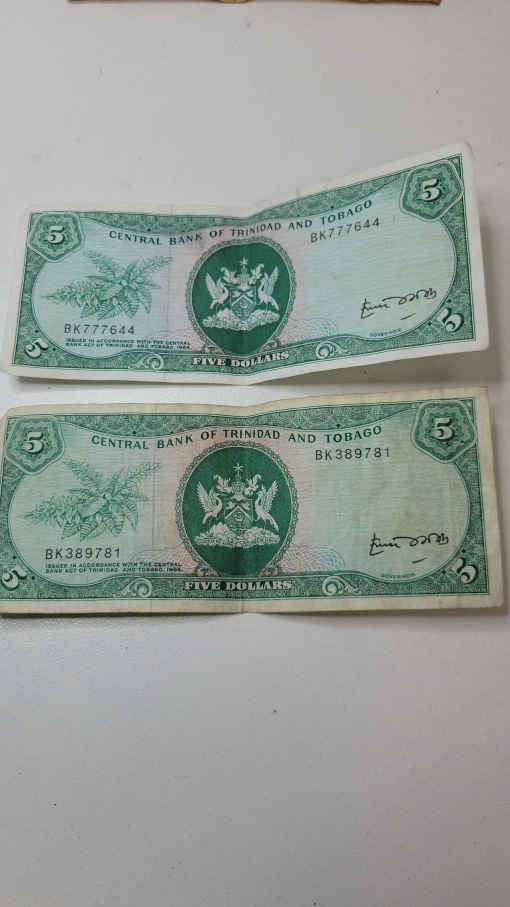 5 5
CENTRAL BANK OF TRINIDAD AND TOBAGO
BK777644
BK777644
ISSUED IN ACCORDANCE WITH THE CENTRAL
BANK ACT OF TRINIDAD AND TOBAGO, 1964.
GOVERNOR
5 FIVE DOLLARS 5
5 5
CENTRAL BANK OF TRINIDAD AND TOBAGO
BK389781
BK389781
ISSUED IN ACCORDANCE WITH THE CENTRAL
BANK ACT OF TRINIDAD AND TOBAGO, 1964.
GOVERNOR
5 FIVE DOLLARS 5